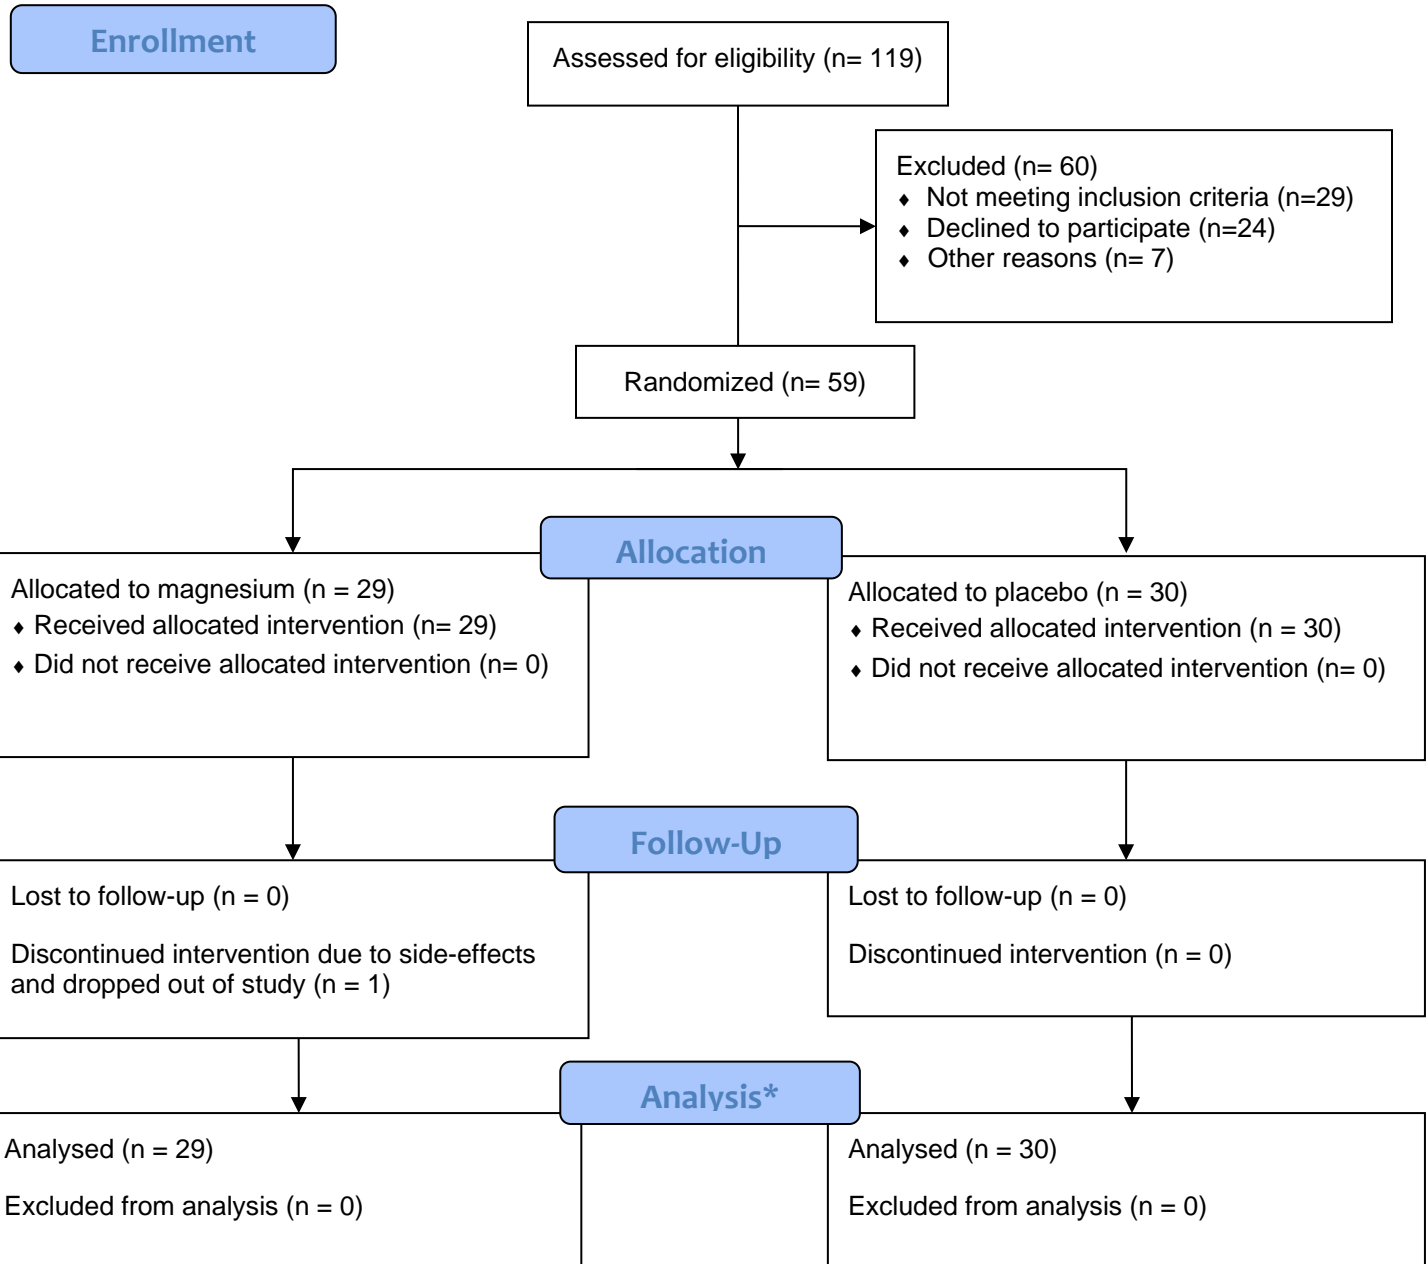 Enrollment
Assessed for eligibility (n= 119)
Excluded (n= 60)
♦ Not meeting inclusion criteria (n=29)
♦ Declined to participate (n=24)
♦ Other reasons (n= 7)
Randomized (n= 59)
Allocation
Allocated to magnesium (n = 29)
♦ Received allocated intervention (n= 29)
♦ Did not receive allocated intervention (n= 0)
Allocated to placebo (n = 30)
♦ Received allocated intervention (n = 30)
♦ Did not receive allocated intervention (n= 0)
Follow-Up
Lost to follow-up (n = 0)
Discontinued intervention due to side-effects
and dropped out of study (n = 1)
Lost to follow-up (n = 0)
Discontinued intervention (n = 0)
Analysis*
Analysed (n = 29)
Excluded from analysis (n = 0)
Analysed (n = 30)
Excluded from analysis (n = 0)